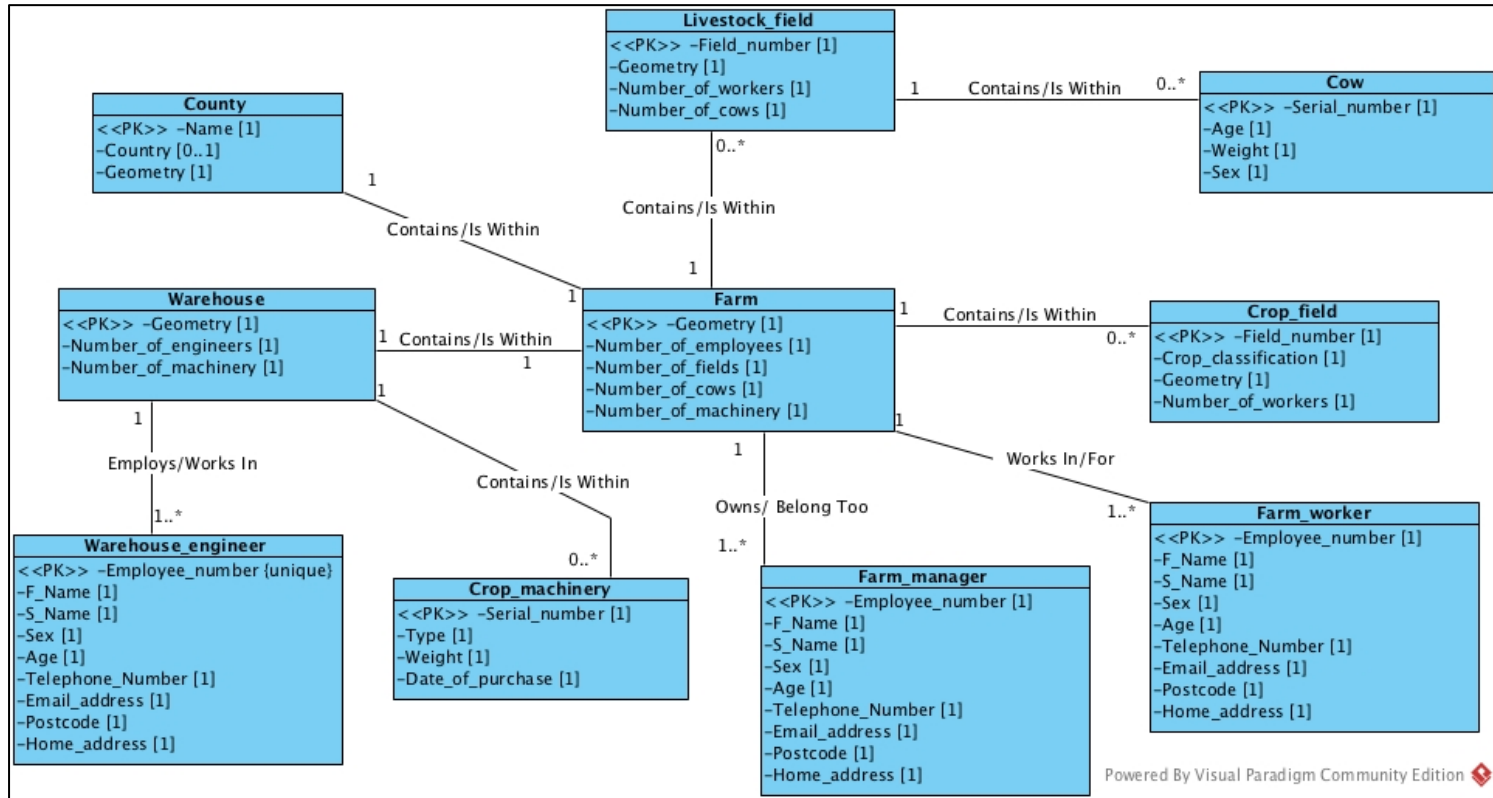 Livestock_field
<<PK>> -Field_number [1]
-Geometry [1]
-Number_of_workers [1]
-Number_of_cows [1]
1
Contains/Is Within
0..*
Cow
<<PK>> -Serial_number [1]
-Age [1]
-Weight [1]
-Sex [1]
County
<<PK>> -Name [1]
-Country [0..1]
-Geometry [1]
0..*
Contains/Is Within
1
1
Contains/Is Within
1
Warehouse
<<PK>> -Geometry [1]
-Number_of_engineers [1]
-Number_of_machinery [1]
1
Contains/Is Within
1
Farm
<<PK>> -Geometry [1]
-Number_of_employees [1]
-Number_of_fields [1]
-Number_of_cows [1]
-Number_of_machinery [1]
1
Contains/Is Within
0..*
Crop_field
<<PK>> -Field_number [1]
-Crop_classification [1]
-Geometry [1]
-Number_of_workers [1]
1
Employs/Works In
1..*
1
Contains/Is Within
0..*
1
Owns/ Belong Too
1..*
1
Works In/For
1..*
Warehouse_engineer
<<PK>> -Employee_number {unique}
-F_Name [1]
-S_Name [1]
-Sex [1]
-Age [1]
-Telephone_Number [1]
-Email_address [1]
-Postcode [1]
-Home_address [1]
Crop_machinery
<<PK>> -Serial_number [1]
-Type [1]
-Weight [1]
-Date_of_purchase [1]
Farm_manager
<<PK>> -Employee_number [1]
-F_Name [1]
-S_Name [1]
-Sex [1]
-Age [1]
-Telephone_Number [1]
-Email_address [1]
-Postcode [1]
-Home_address [1]
Farm_worker
<<PK>> -Employee_number [1]
-F_Name [1]
-S_Name [1]
-Sex [1]
-Age [1]
-Telephone_Number [1]
-Email_address [1]
-Postcode [1]
-Home_address [1]
Powered By Visual Paradigm Community Edition